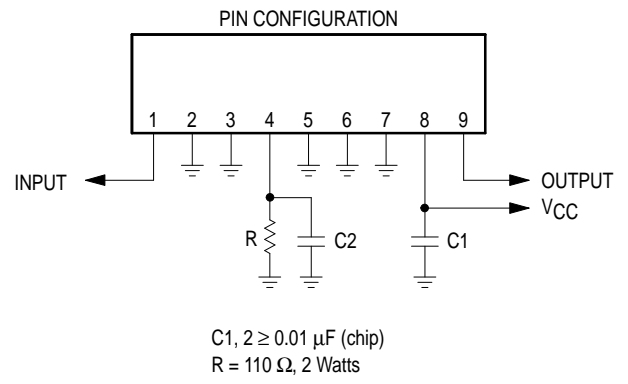 PIN CONFIGURATION
1 2 3 4 5 6 7 8 9
INPUT
OUTPUT
VCC
R
C2
C1
C1, 2 ≥ 0.01 μF (chip)
R = 110 Ω, 2 Watts